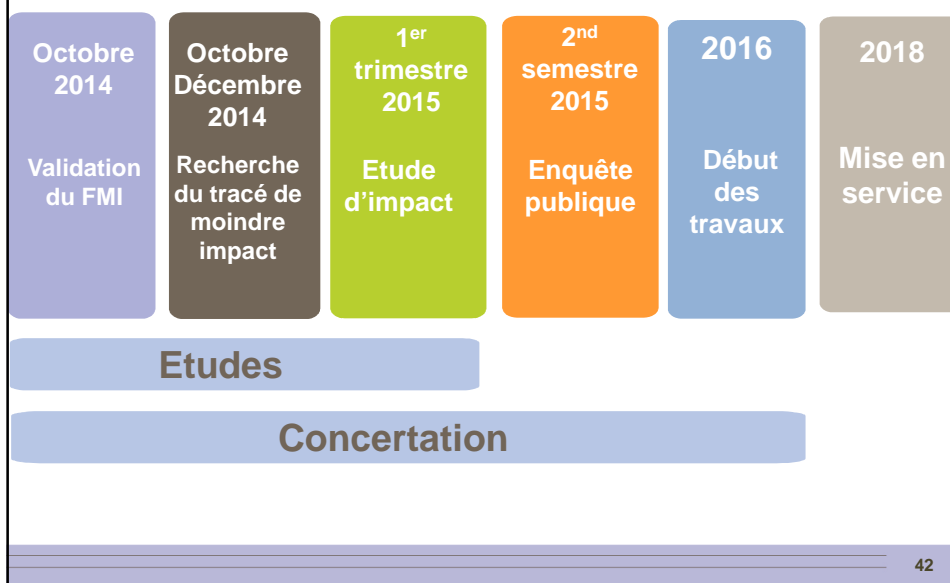 Octobre
2014
Validation
du FMI
Octobre
Décembre
2014
Recherche
du tracé de
moindre
impact
1er
trimestre
2015
Etude
d’impact
2nd
semestre
2015
Enquête
publique
2016
Début
des
travaux
2018
Mise en
service
Etudes
Concertation
42